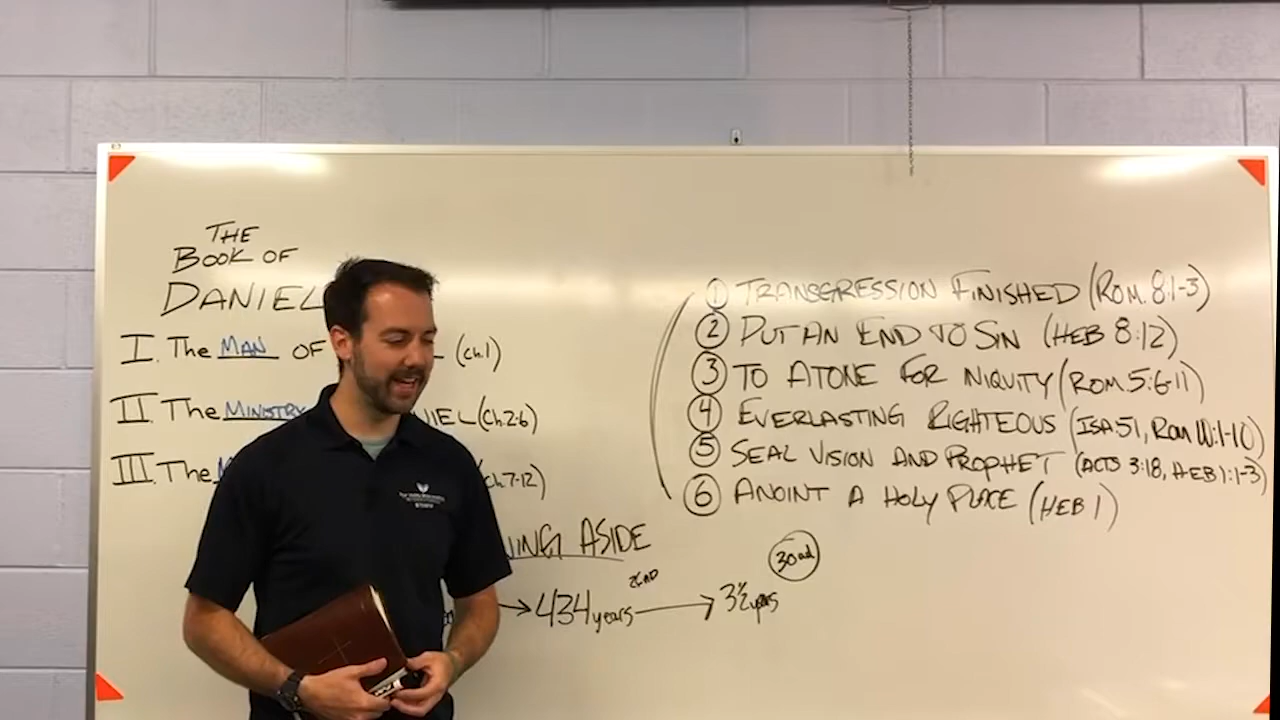 THE
BOOK OF
DANIEL
I. The MAN OF L (ch.1)
II. The MINISTRY NIEL (Ch.2-6)
III. The (ch.7-12)
① TRANSGRESSION FINISHED (ROM. 8:1-3)
② PUT AN END TO SIN (HEB 8:12)
③ TO ATONE FOR INIQUITY (ROM. 5:6-11)
④ EVERLASTING RIGHTEOUS (ISA. 51, ROM 10:1-10)
⑤ SEAL VISION AND PROPHET (ACTS 3:18, HEB 1:1-3)
⑥ ANOINT A HOLY PLACE (HEB 1)
NING ASIDE
→ 434 years 26AD → 3½ years 30ad